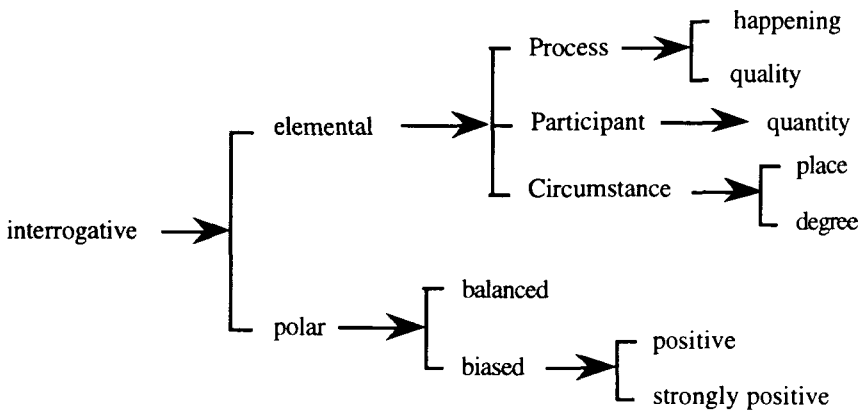 happening
Process
quality
elemental
Participant
quantity
Circumstance
place
degree
interrogative
balanced
polar
biased
positive
strongly positive